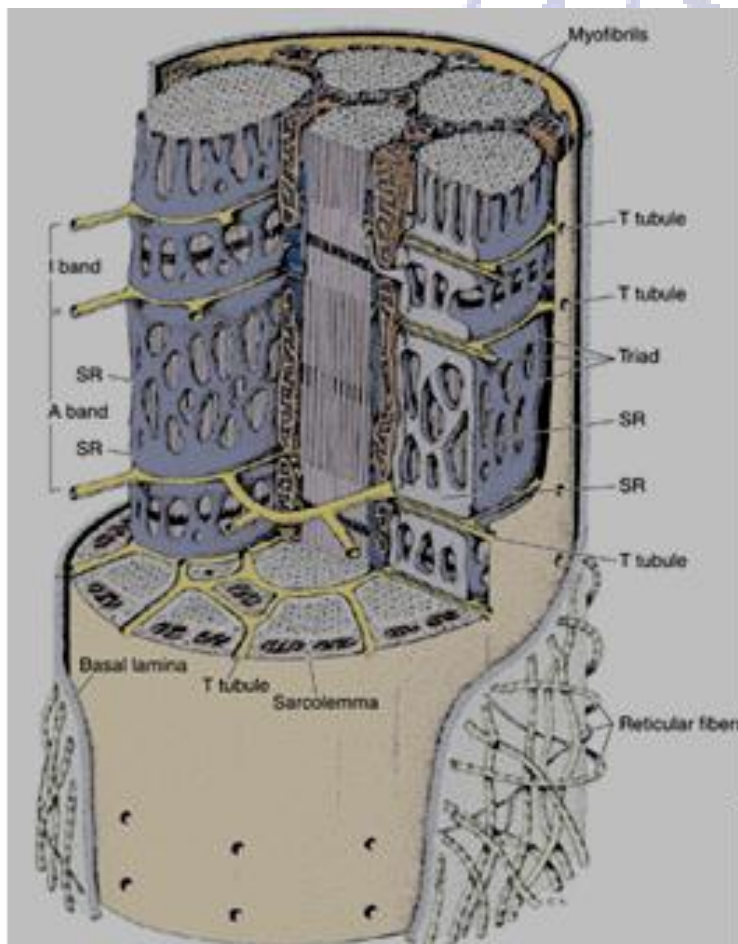 Myofibrils
T tubule
I band
T tubule
SR
Triad
A band
SR
SR
SR
T tubule
Basal lamina
T tubule
Sarcolemma
Reticular fiber